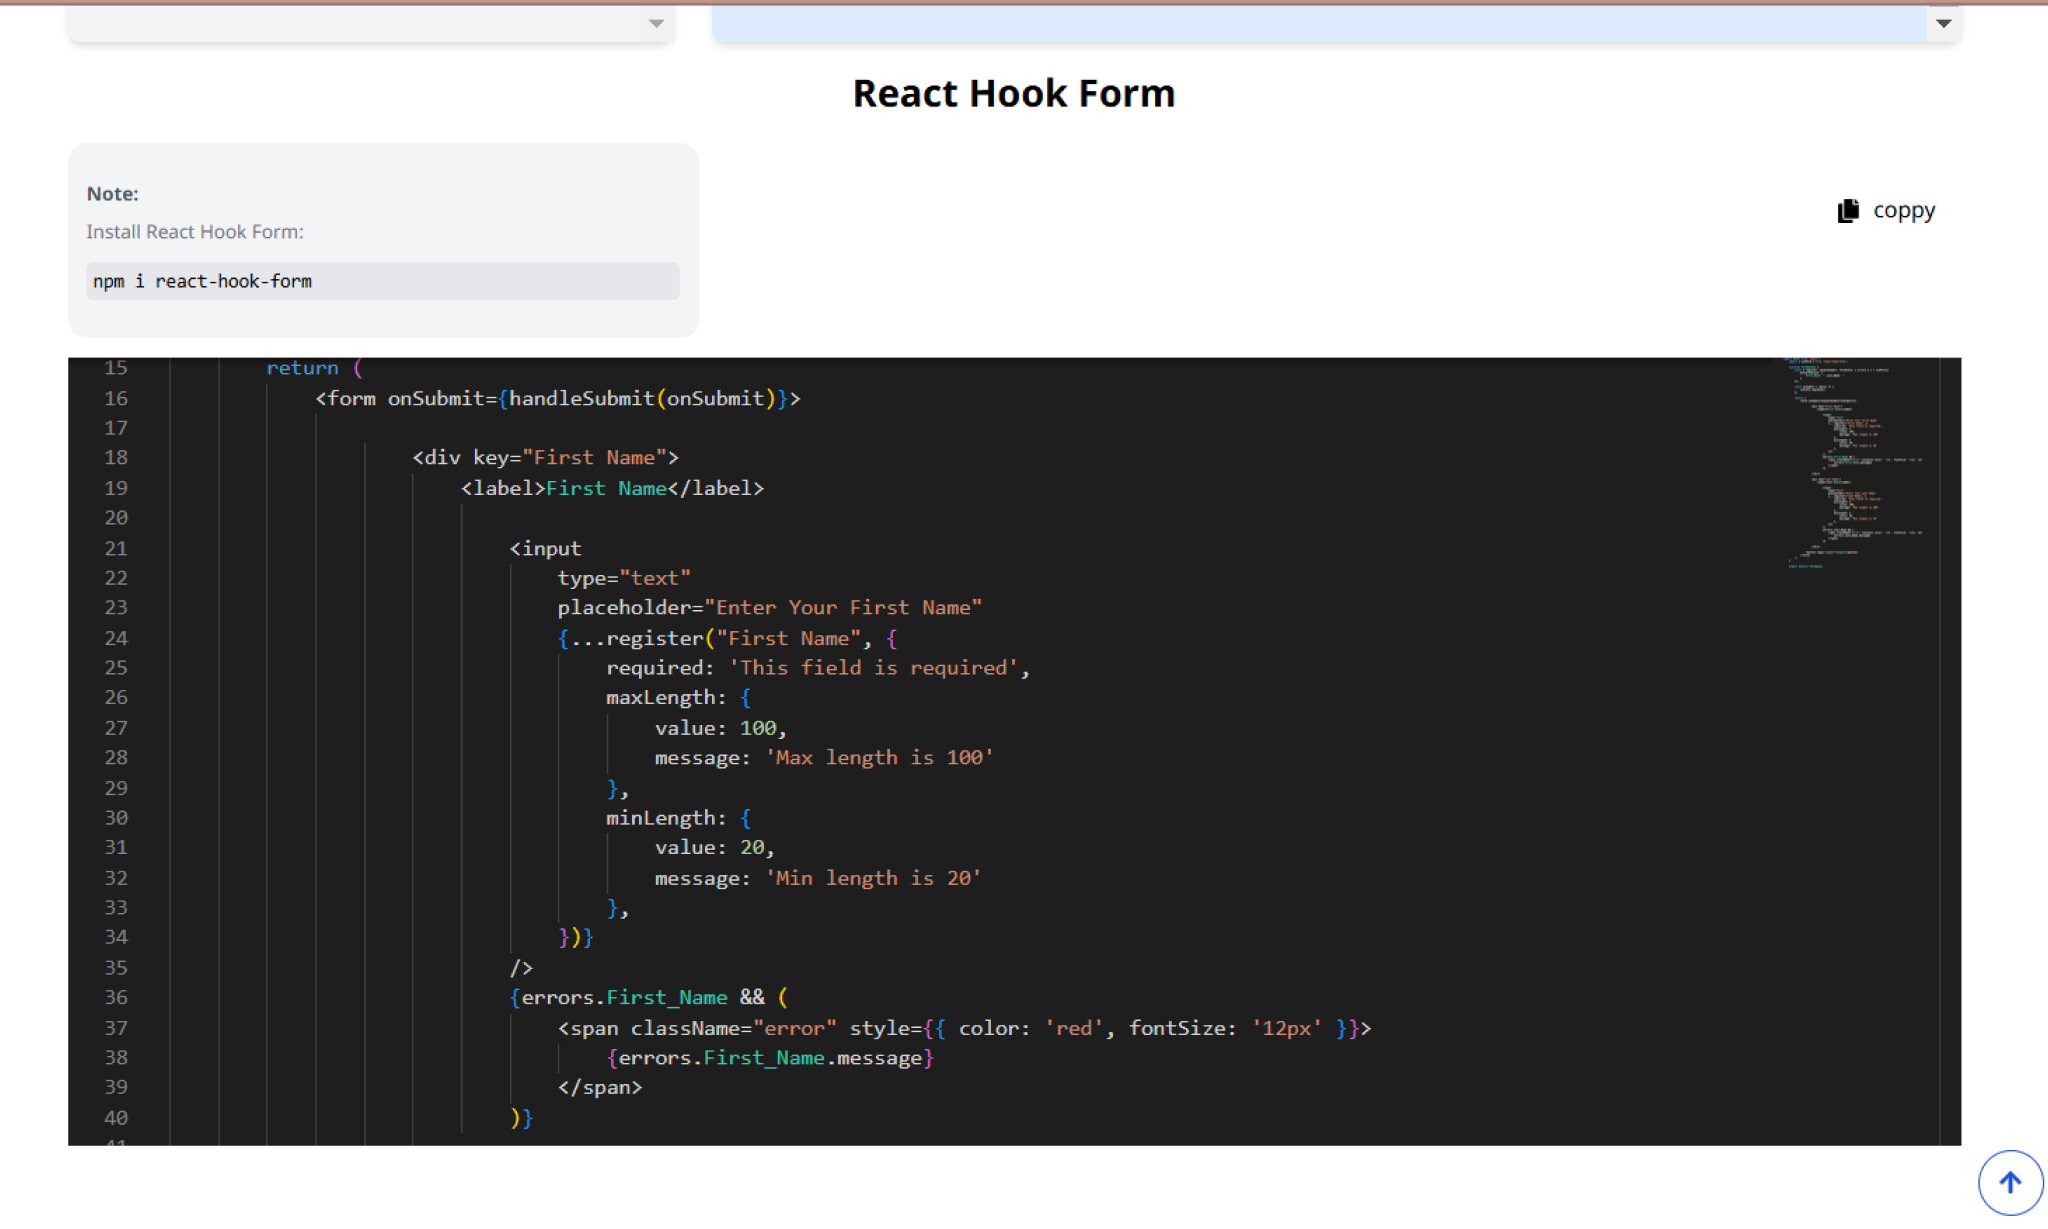 React Hook Form
Note:
Install React Hook Form:
npm i react-hook-form
coppy
15 return (
16 <form onSubmit={handleSubmit(onSubmit)}>
17
18 <div key="First Name">
19 <label>First Name</label>
20
21 <input
22 type="text"
23 placeholder="Enter Your First Name"
24 {...register("First Name", {
25 required: 'This field is required',
26 maxLength: {
27 value: 100,
28 message: 'Max length is 100'
29 },
30 minLength: {
31 value: 20,
32 message: 'Min length is 20'
33 },
34 })}
35 />
36 {errors.First_Name && (
37 <span className="error" style={{ color: 'red', fontSize: '12px' }}>
38 {errors.First_Name.message}
39 </span>
40 )}